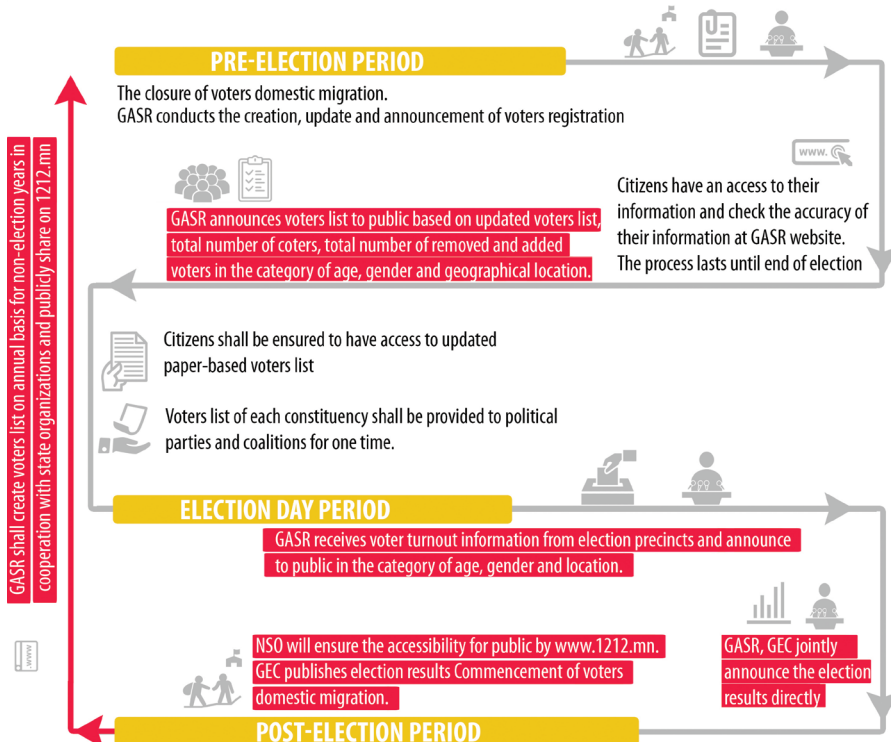 PRE-ELECTION PERIOD
The closure of voters domestic migration.
GASR conducts the creation, update and announcement of voters registration
www.
Citizens have an access to their
information and check the accuracy of
their information at GASR website.
The process lasts until end of election
GASR announces voters list to public based on updated voters list,
total number of coters, total number of removed and added
voters in the category of age, gender and geographical location.
Citizens shall be ensured to have access to updated
paper-based voters list
Voters list of each constituency shall be provided to political
parties and coalitions for one time.
ELECTION DAY PERIOD
GASR receives voter turnout information from election precincts and announce
to public in the category of age, gender and location.
GASR, GEC jointly
announce the election
results directly
NSO will ensure the accessibility for public by www.1212.mn.
GEC publishes election results Commencement of voters
domestic migration.
POST-ELECTION PERIOD
www.
GASR shall create voters list on annual basis for non-election years in
cooperation with state organizations and publicly share on 1212.mn